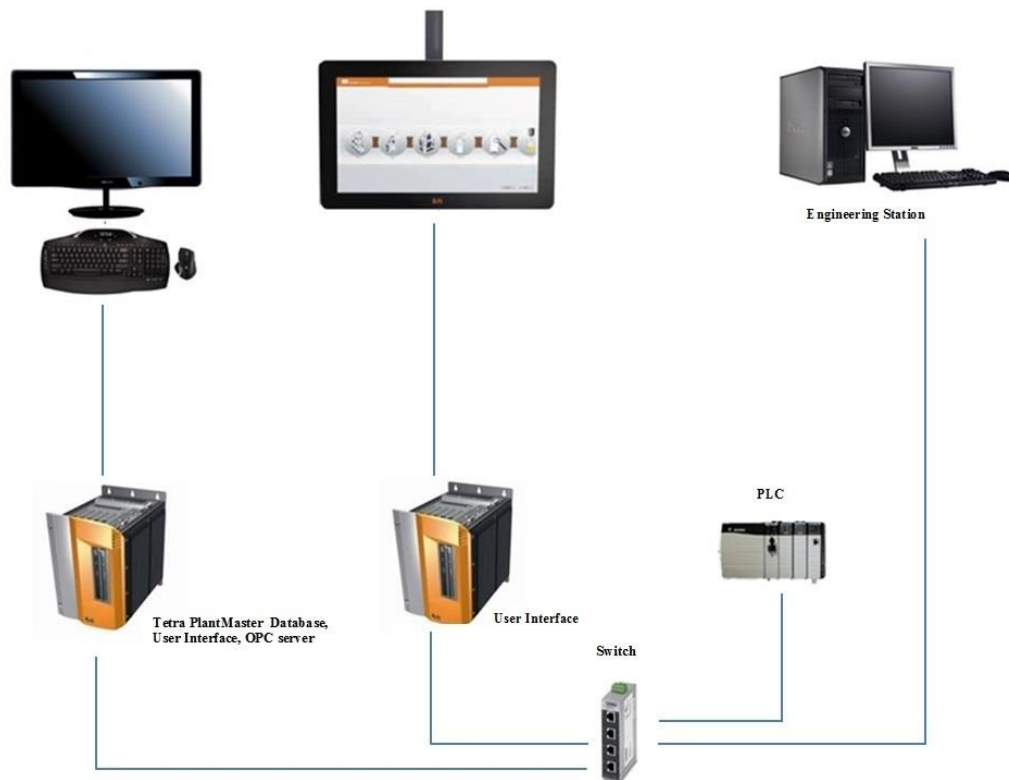 Engineering Station
PLC
Tetra PlantMaster Database,
User Interface, OPC server
User Interface
Switch